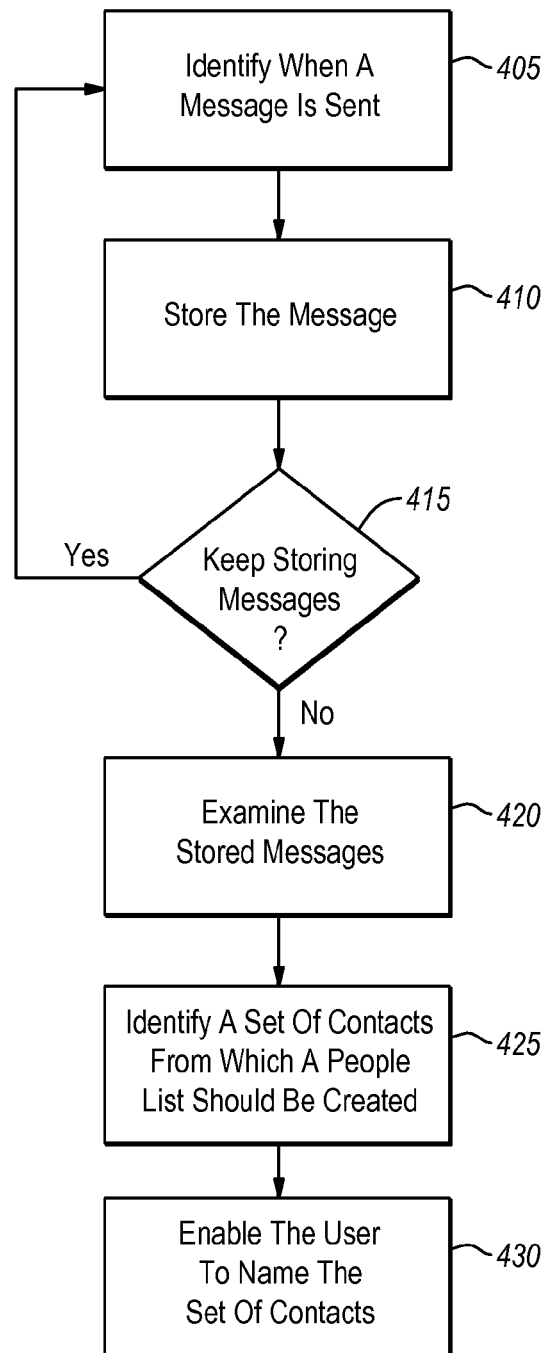 Identify When A
Message Is Sent
405
Store The Message
410
415
Keep Storing
Messages
?
Yes
No
Examine The
Stored Messages
420
Identify A Set Of Contacts
From Which A People
List Should Be Created
425
Enable The User
To Name The
Set Of Contacts
430